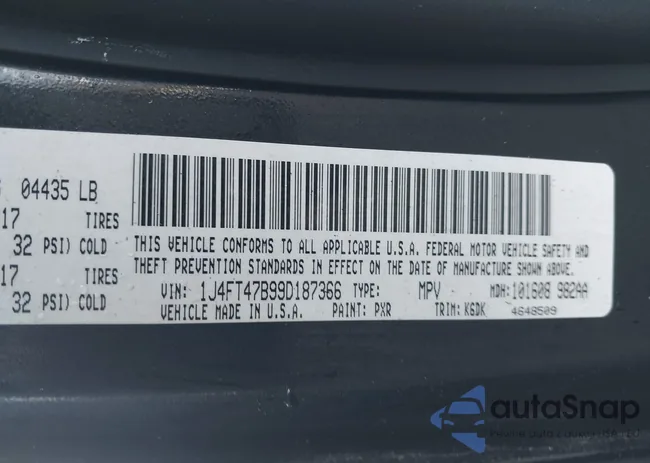 04435 LB
17 TIRES
32 PSI) COLD
17 TIRES
32 PSI) COLD
THIS VEHICLE CONFORMS TO ALL APPLICABLE U.S.A. FEDERAL MOTOR VEHICLE SAFETY AND
THEFT PREVENTION STANDARDS IN EFFECT ON THE DATE OF MANUFACTURE SHOWN ABOVE.
VIN: 1J4FT47B99D187366 TYPE: MPV MDH: 101608 982AA
VEHICLE MADE IN U.S.A. PAINT: PXR TRIM: K6DK 4648509
autoSnap